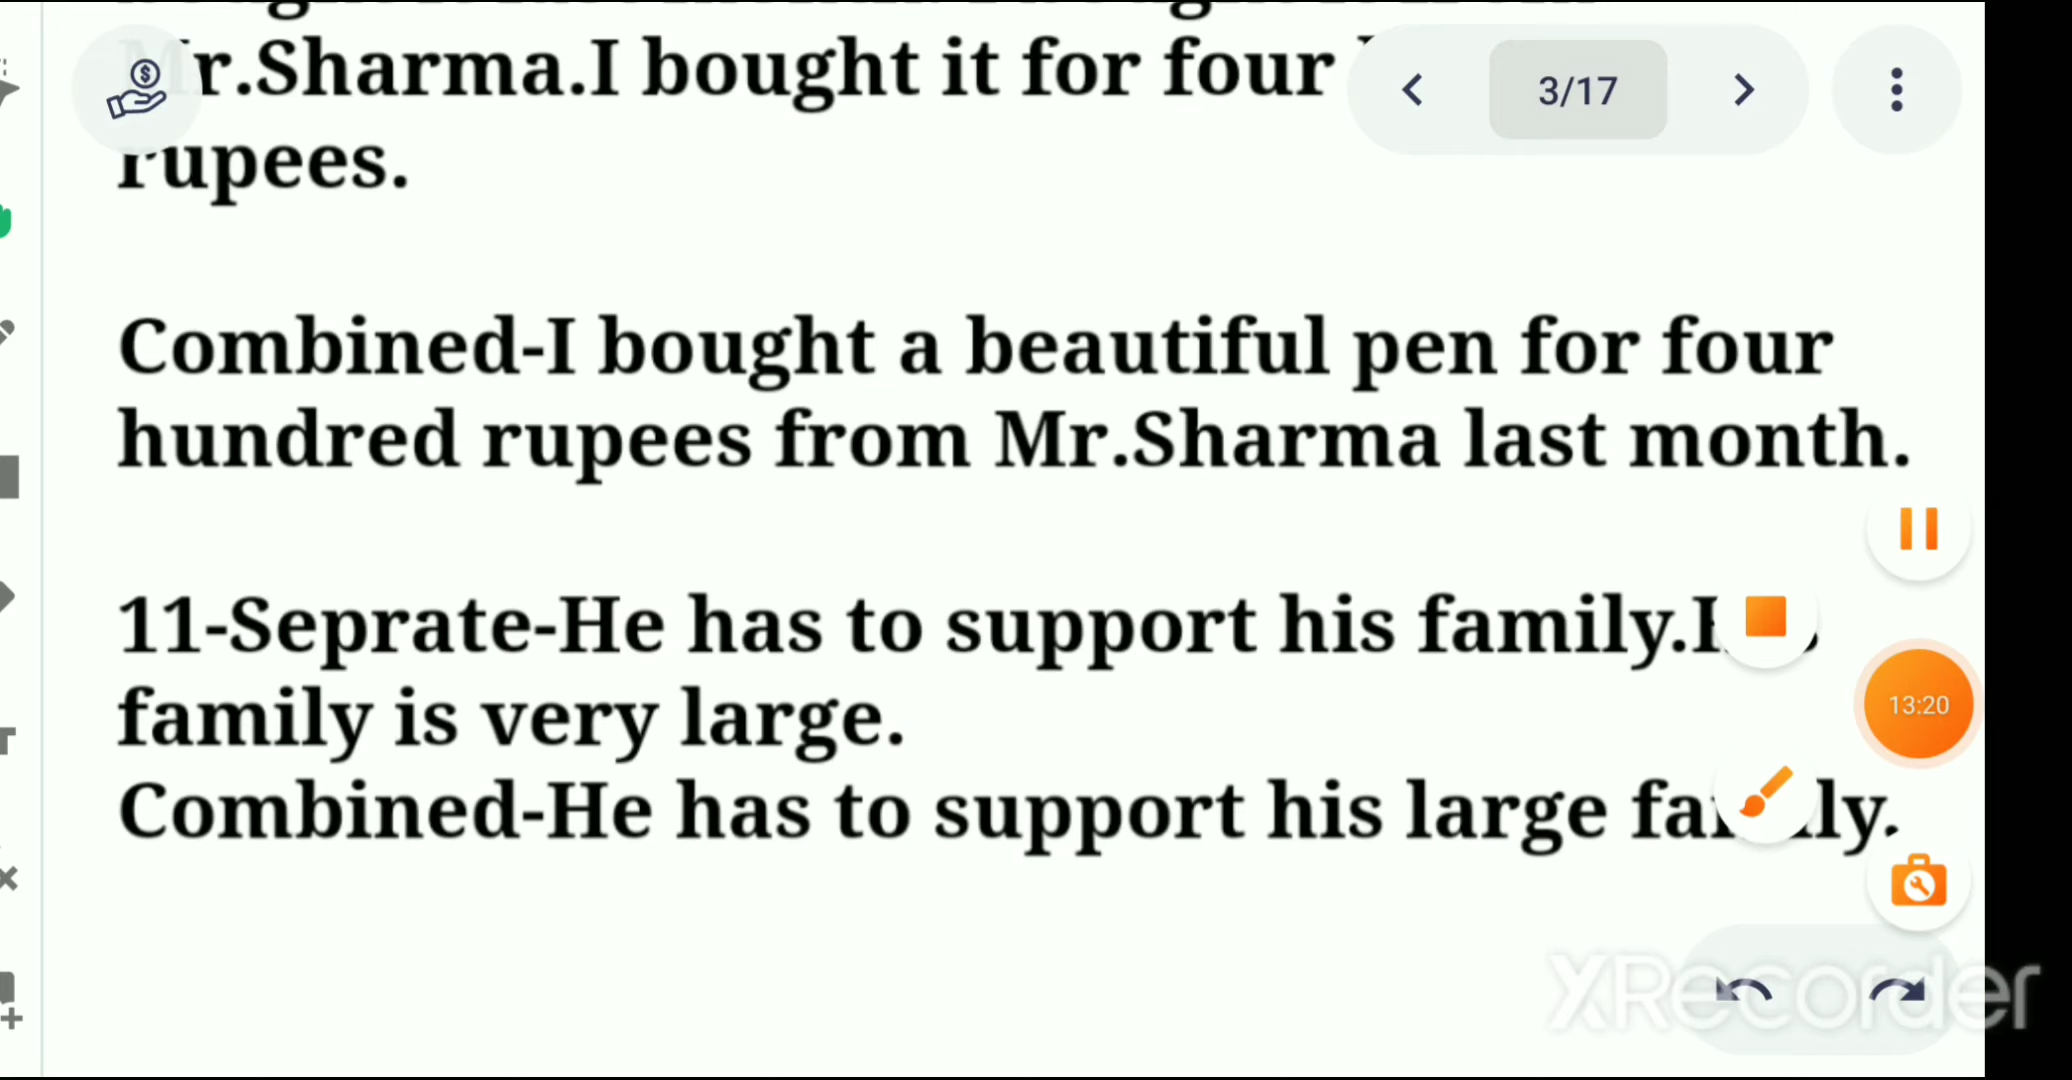 r.Sharma.I bought it for four
3/17
rupees.
Combined-I bought a beautiful pen for four
hundred rupees from Mr.Sharma last month.
11-Seprate-He has to support his family.
family is very large.
13:20
Combined-He has to support his large family.
XRecorder